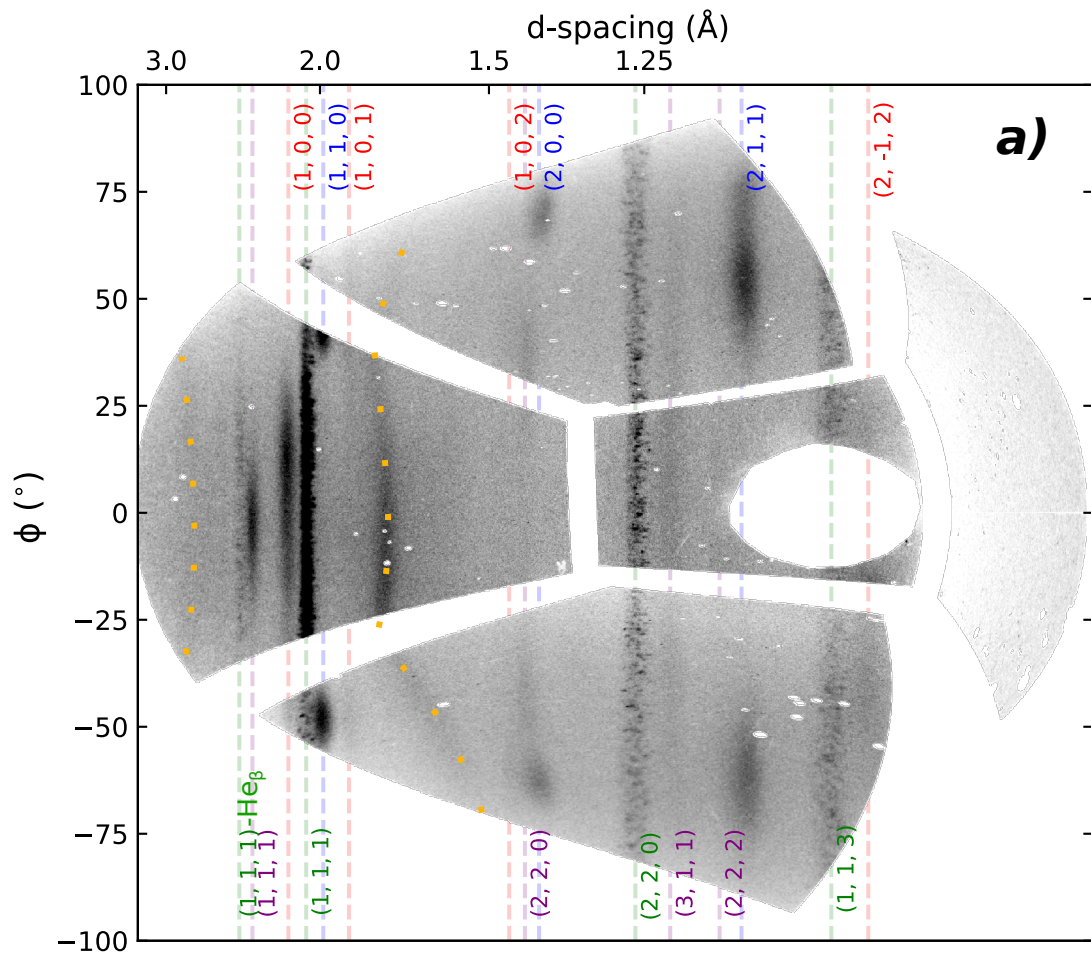 d-spacing (Å)
3.0 2.0 1.5 1.25
a)
(1, 0, 0)
(1, 1, 0)
(1, 0, 1)
(1, 0, 2)
(2, 0, 0)
(2, 1, 1)
(2, -1, 2)
100
75
50
25
0
−25
−50
−75
−100
ϕ (°)
(1, 1, 1)-Heβ
(1, 1, 1)
(1, 1, 1)
(2, 2, 0)
(2, 2, 0)
(3, 1, 1)
(2, 2, 2)
(1, 1, 3)